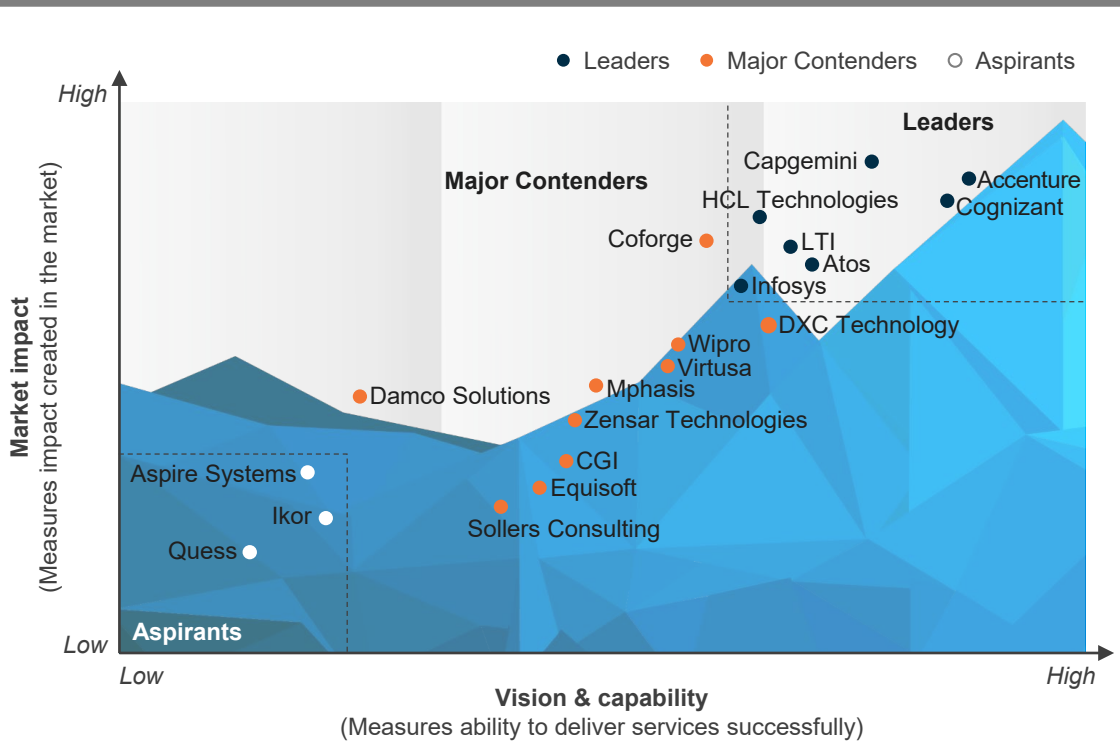 Leaders
Major Contenders
Aspirants
High
Leaders
Capgemini
Accenture
Major Contenders
HCL Technologies
Cognizant
Coforge
LTI
Atos
Infosys
DXC Technology
Wipro
Virtusa
Mphasis
Damco Solutions
Zensar Technologies
CGI
Aspire Systems
Equisoft
Ikor
Sollers Consulting
Quess
Aspirants
Market impact
(Measures impact created in the market)
Low
Low
High
Vision & capability
(Measures ability to deliver services successfully)